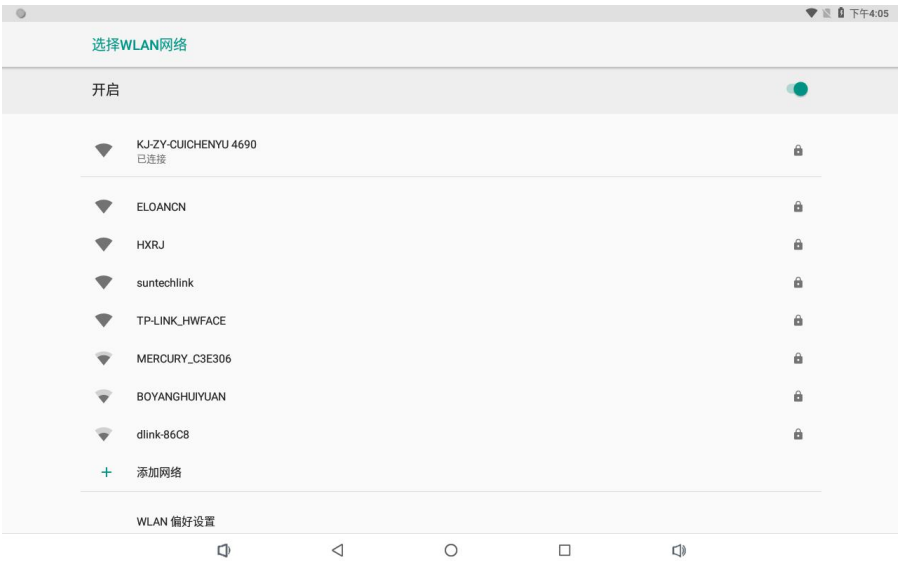 下午4:05
选择WLAN网络
开启
KJ-ZY-CUICHENYU 4690
已连接
ELOANCN
HXRJ
suntechlink
TP-LINK_HWFACE
MERCURY_C3E306
BOYANGHUIYUAN
dlink-86C8
添加网络
WLAN 偏好设置